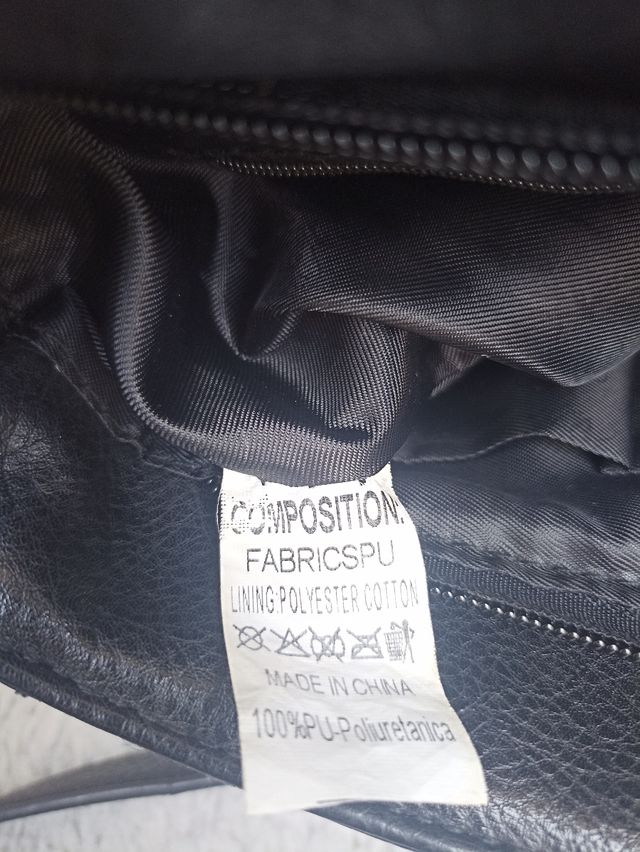 COMPOSITION:
FABRICSPU
LINING:POLYESTER COTTON
MADE IN CHINA
100%PU-Poliuretanica